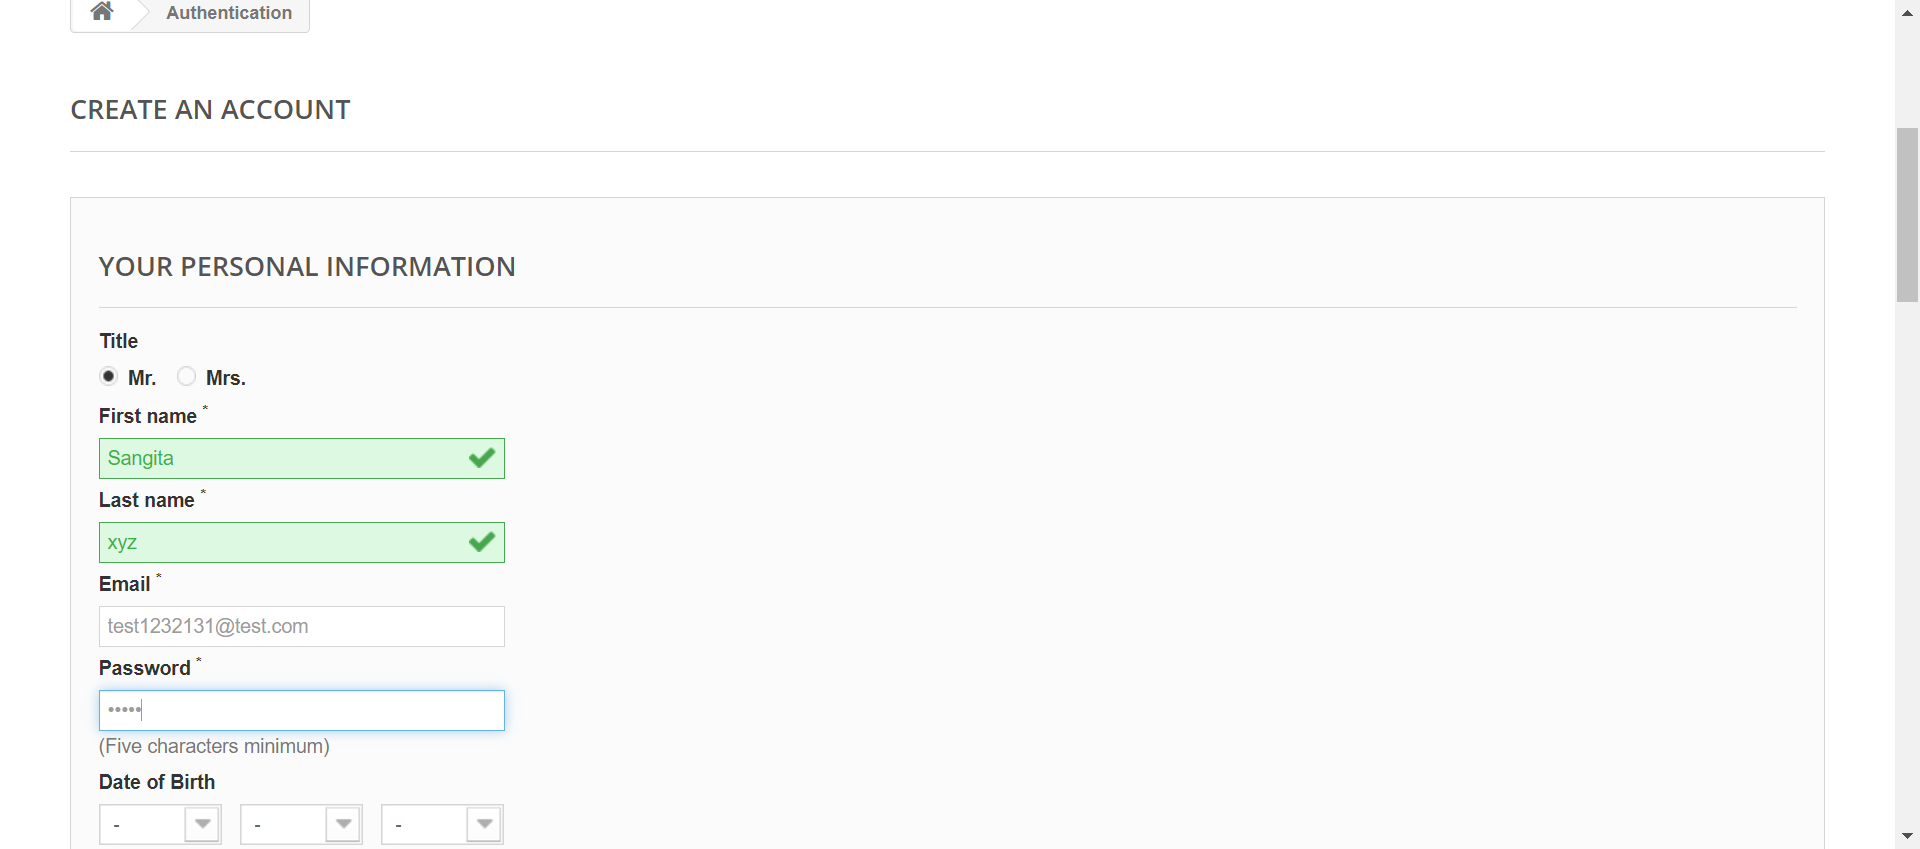 Authentication
CREATE AN ACCOUNT
YOUR PERSONAL INFORMATION
Title
Mr. Mrs.
First name *
Sangita
Last name *
xyz
Email *
test1232131@test.com
Password *
•••••
(Five characters minimum)
Date of Birth
- - -